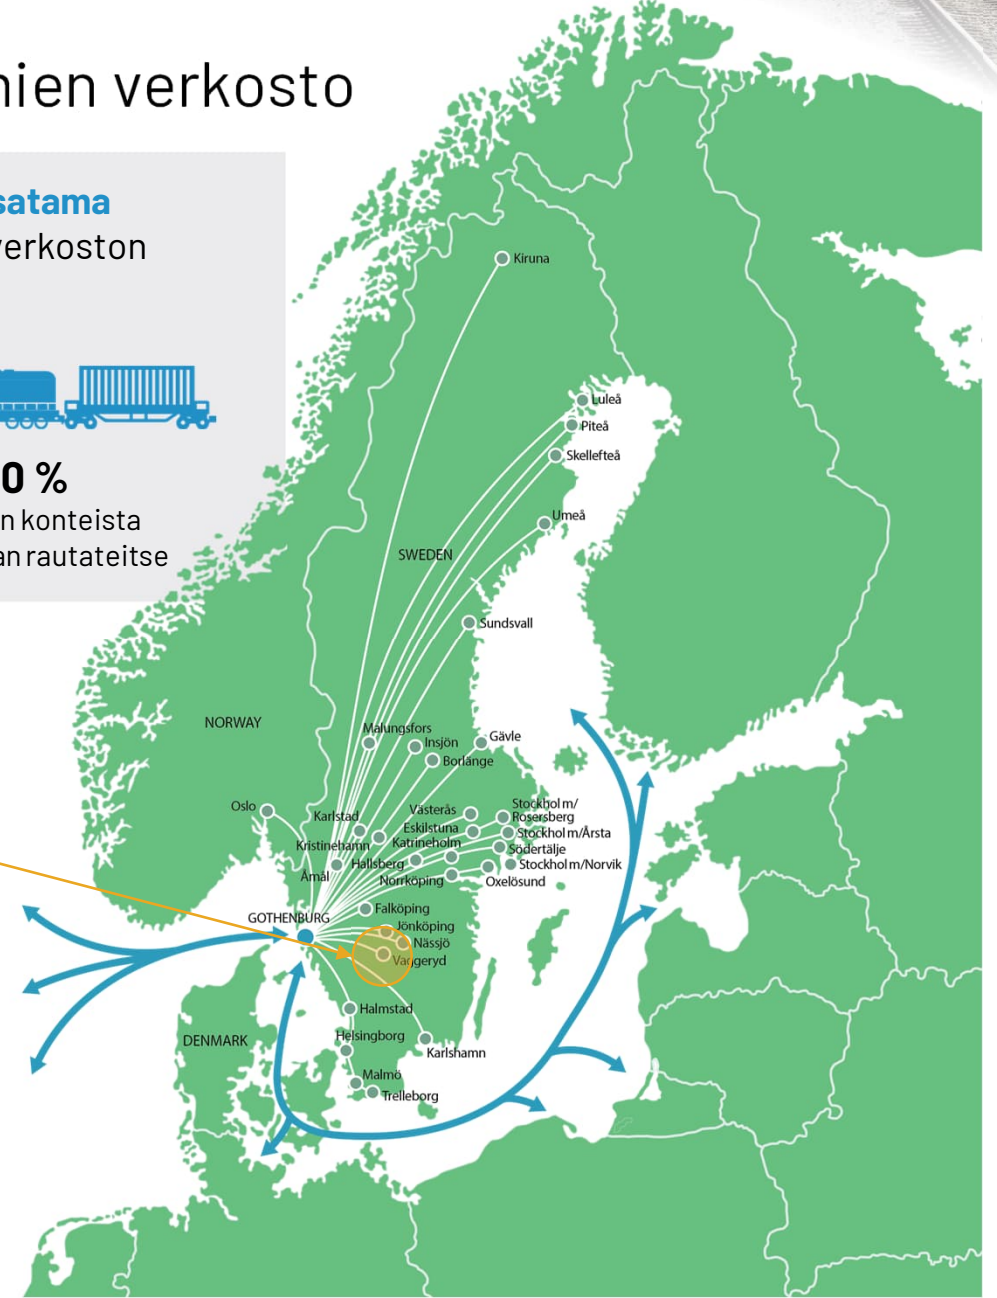 nien verkosto
satama
verkoston
0 %
n konteista
an rautateitse
Kiruna
Luleå
Piteå
Skellefteå
Umeå
SWEDEN
Sundsvall
NORWAY
Malungsfors
Insjön
Gävle
Borlänge
Oslo
Karlstad
Västerås
Stockholm/
Rosersberg
Kristinehamn
Eskilstuna
Stockholm/Årsta
Katrineholm
Södertälje
Åmål
Hallsberg
Stockholm/Norvik
Norrköping
Oxelösund
Falköping
GOTHENBURG
Jönköping
Nässjö
Vaggeryd
Halmstad
DENMARK
Helsingborg
Karlshamn
Malmö
Trelleborg